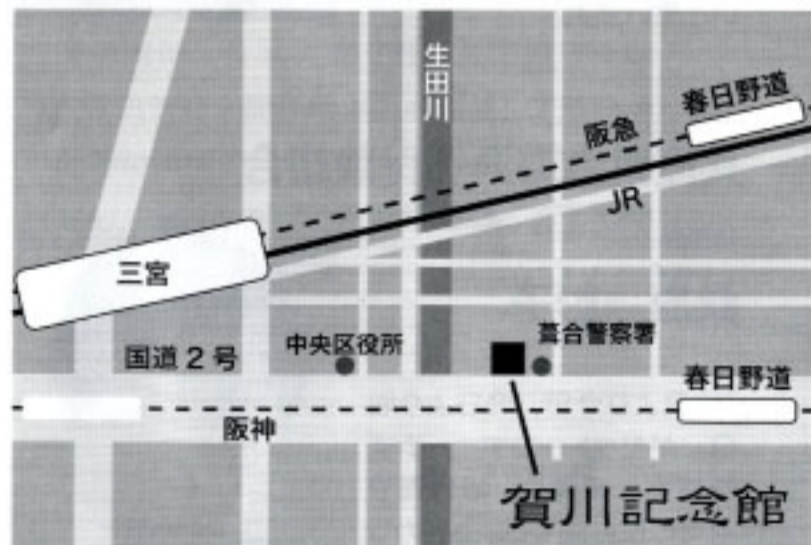 生田川
春日野道
阪急
JR
三宮
国道2号
中央区役所
葺合警察署
春日野道
阪神
賀川記念館